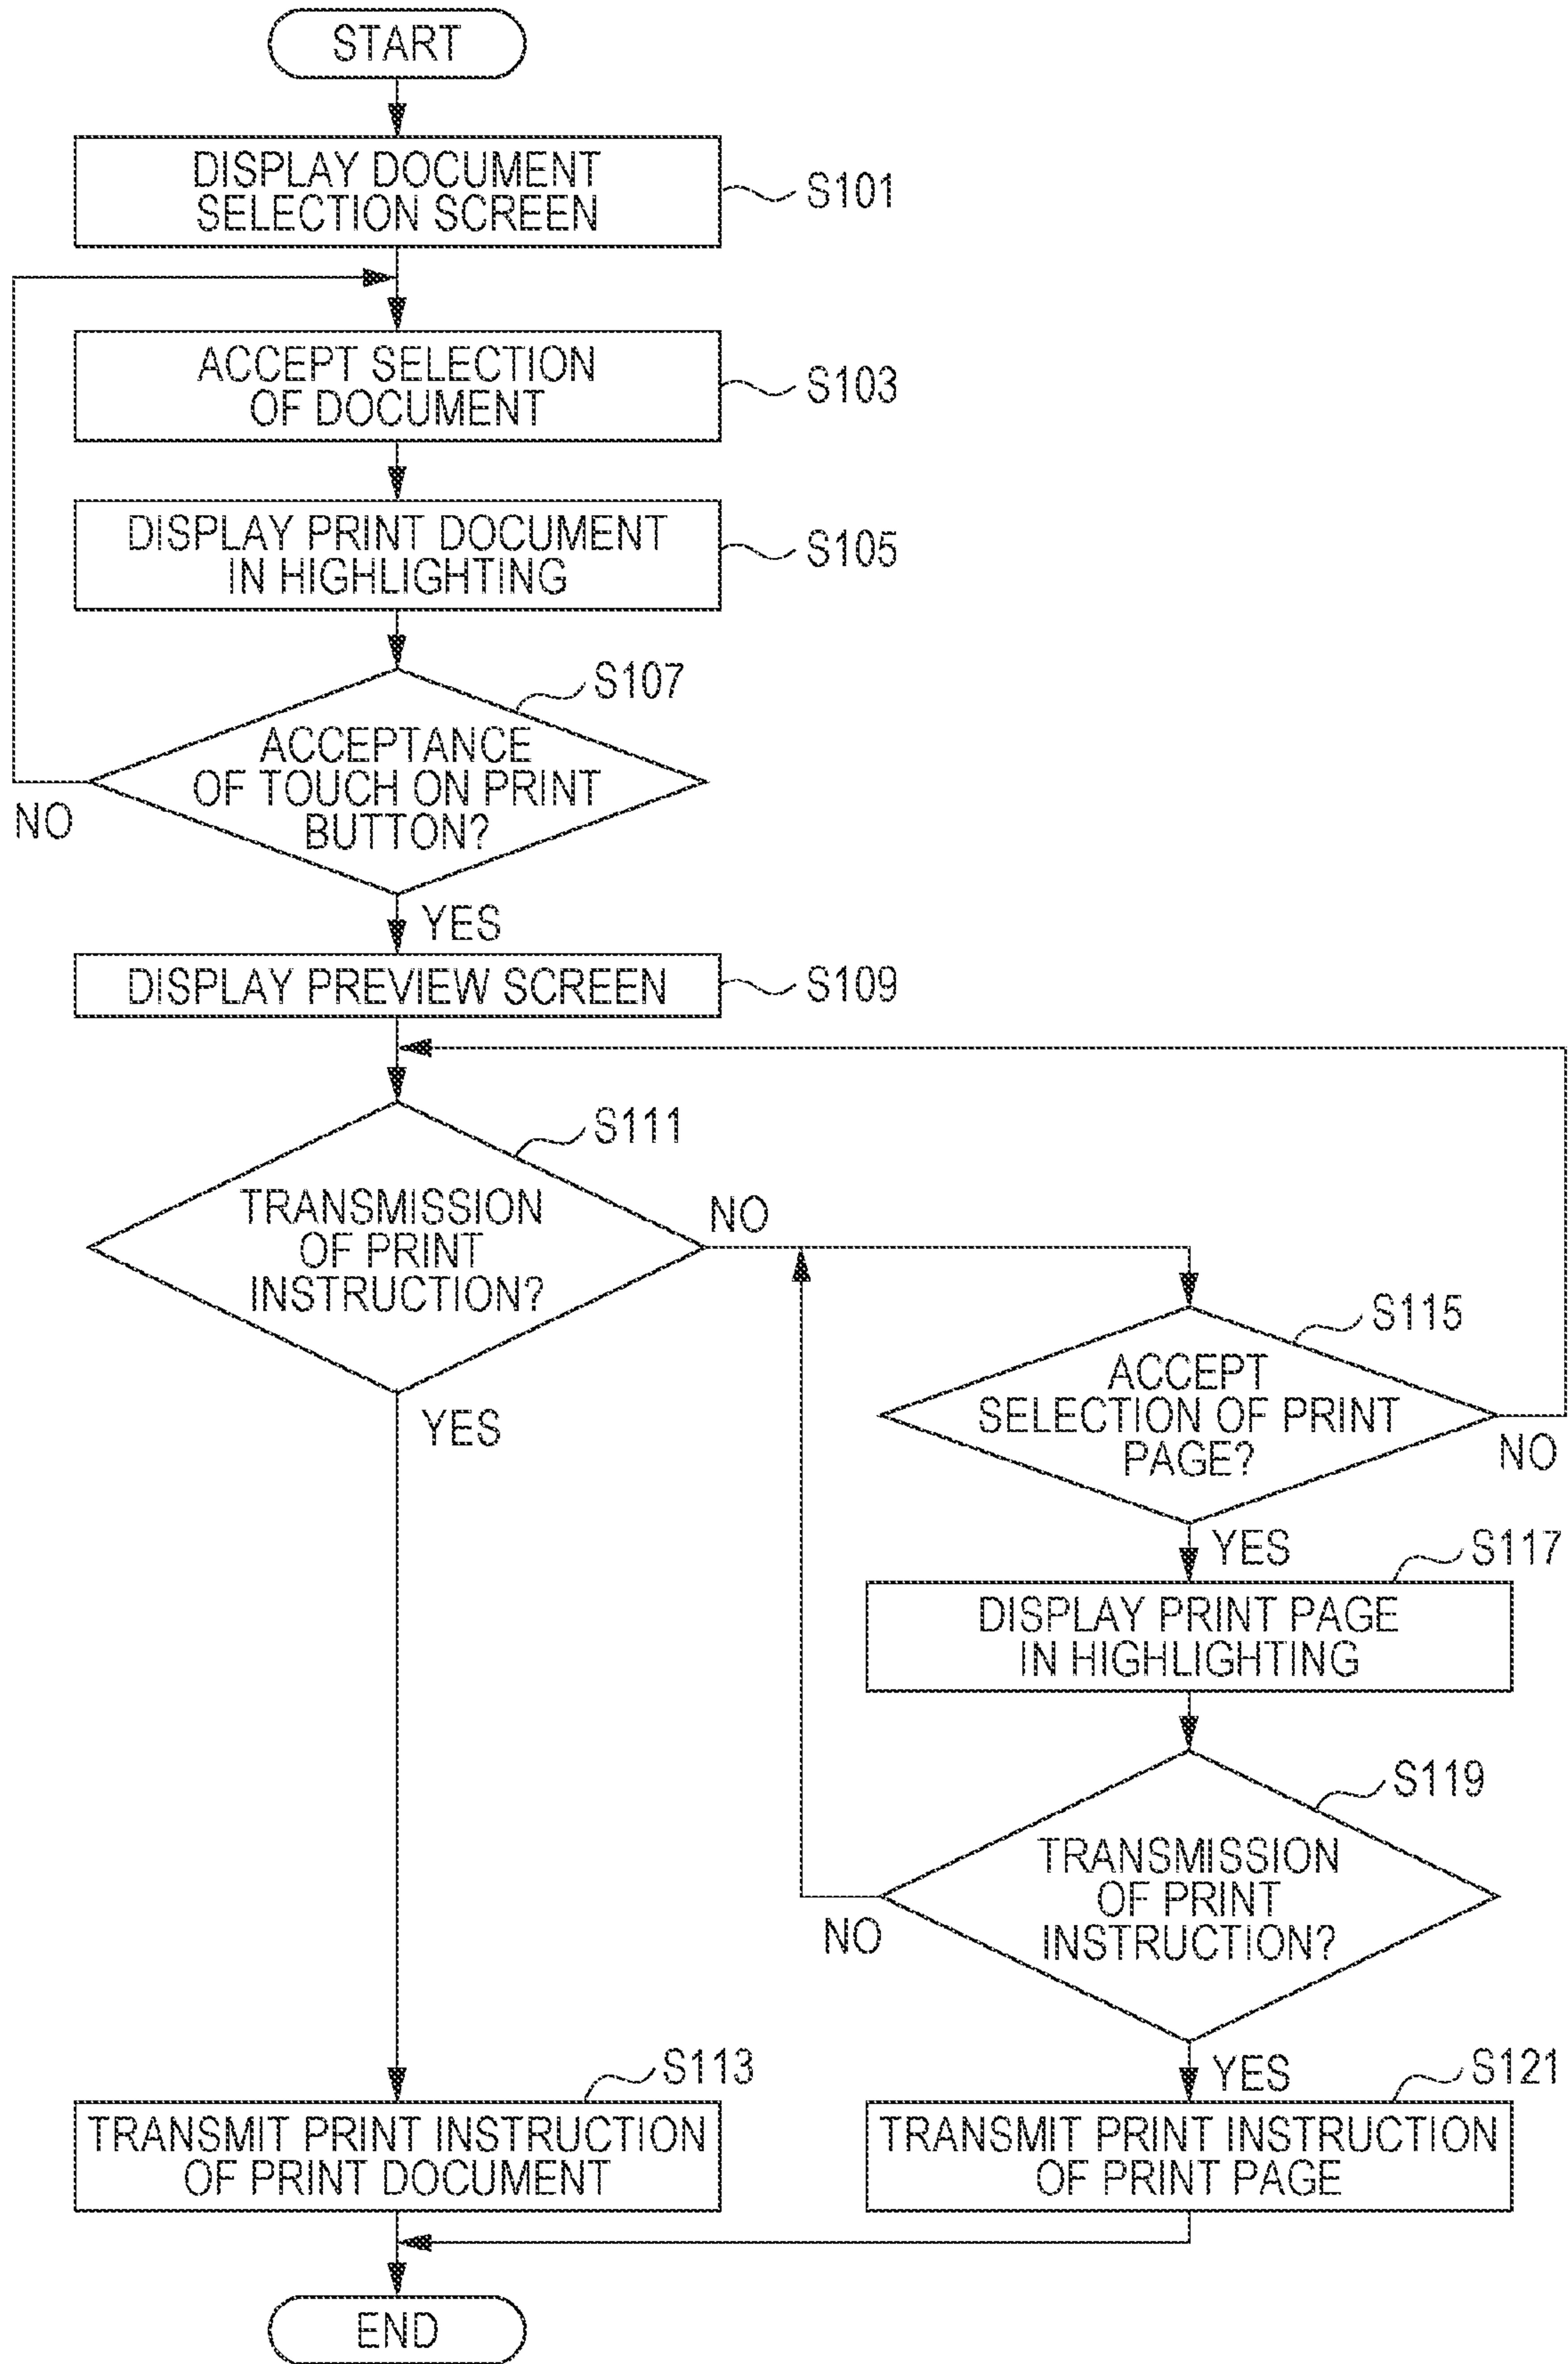 START
DISPLAY DOCUMENT
SELECTION SCREEN
S101
ACCEPT SELECTION
OF DOCUMENT
S103
DISPLAY PRINT DOCUMENT
IN HIGHLIGHTING
S105
S107
ACCEPTANCE
OF TOUCH ON PRINT
BUTTON?
NO
YES
DISPLAY PREVIEW SCREEN
S109
S111
TRANSMISSION
OF PRINT
INSTRUCTION?
NO
YES
S115
ACCEPT
SELECTION OF PRINT
PAGE?
NO
YES
S117
DISPLAY PRINT PAGE
IN HIGHLIGHTING
S119
TRANSMISSION
OF PRINT
INSTRUCTION?
NO
YES
S113
TRANSMIT PRINT INSTRUCTION
OF PRINT DOCUMENT
S121
TRANSMIT PRINT INSTRUCTION
OF PRINT PAGE
END